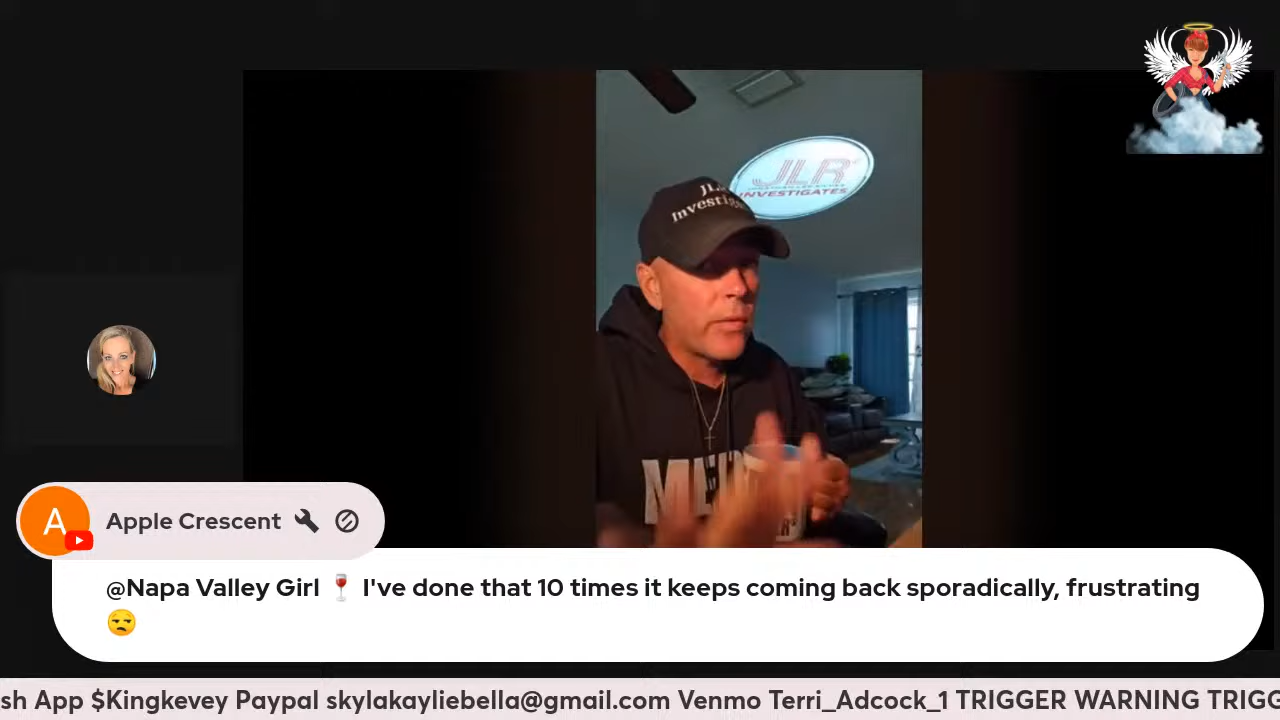 JLR
INVESTIGATES
JLR
Investig
A
Apple Crescent
@Napa Valley Girl 🍷 I've done that 10 times it keeps coming back sporadically, frustrating
😒
sh App $Kingkevey Paypal skylakayliebella@gmail.com Venmo Terri_Adcock_1 TRIGGER WARNING TRIGG